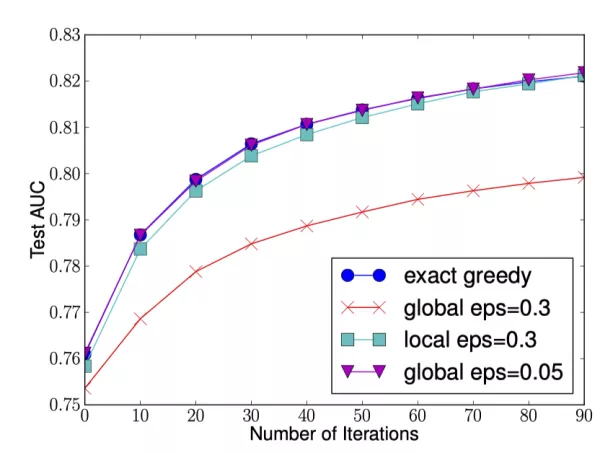 0.83
0.82
0.81
0.80
0.79
0.78
0.77
0.76
0.75
Test AUC
exact greedy
global eps=0.3
local eps=0.3
global eps=0.05
0 10 20 30 40 50 60 70 80 90
Number of Iterations